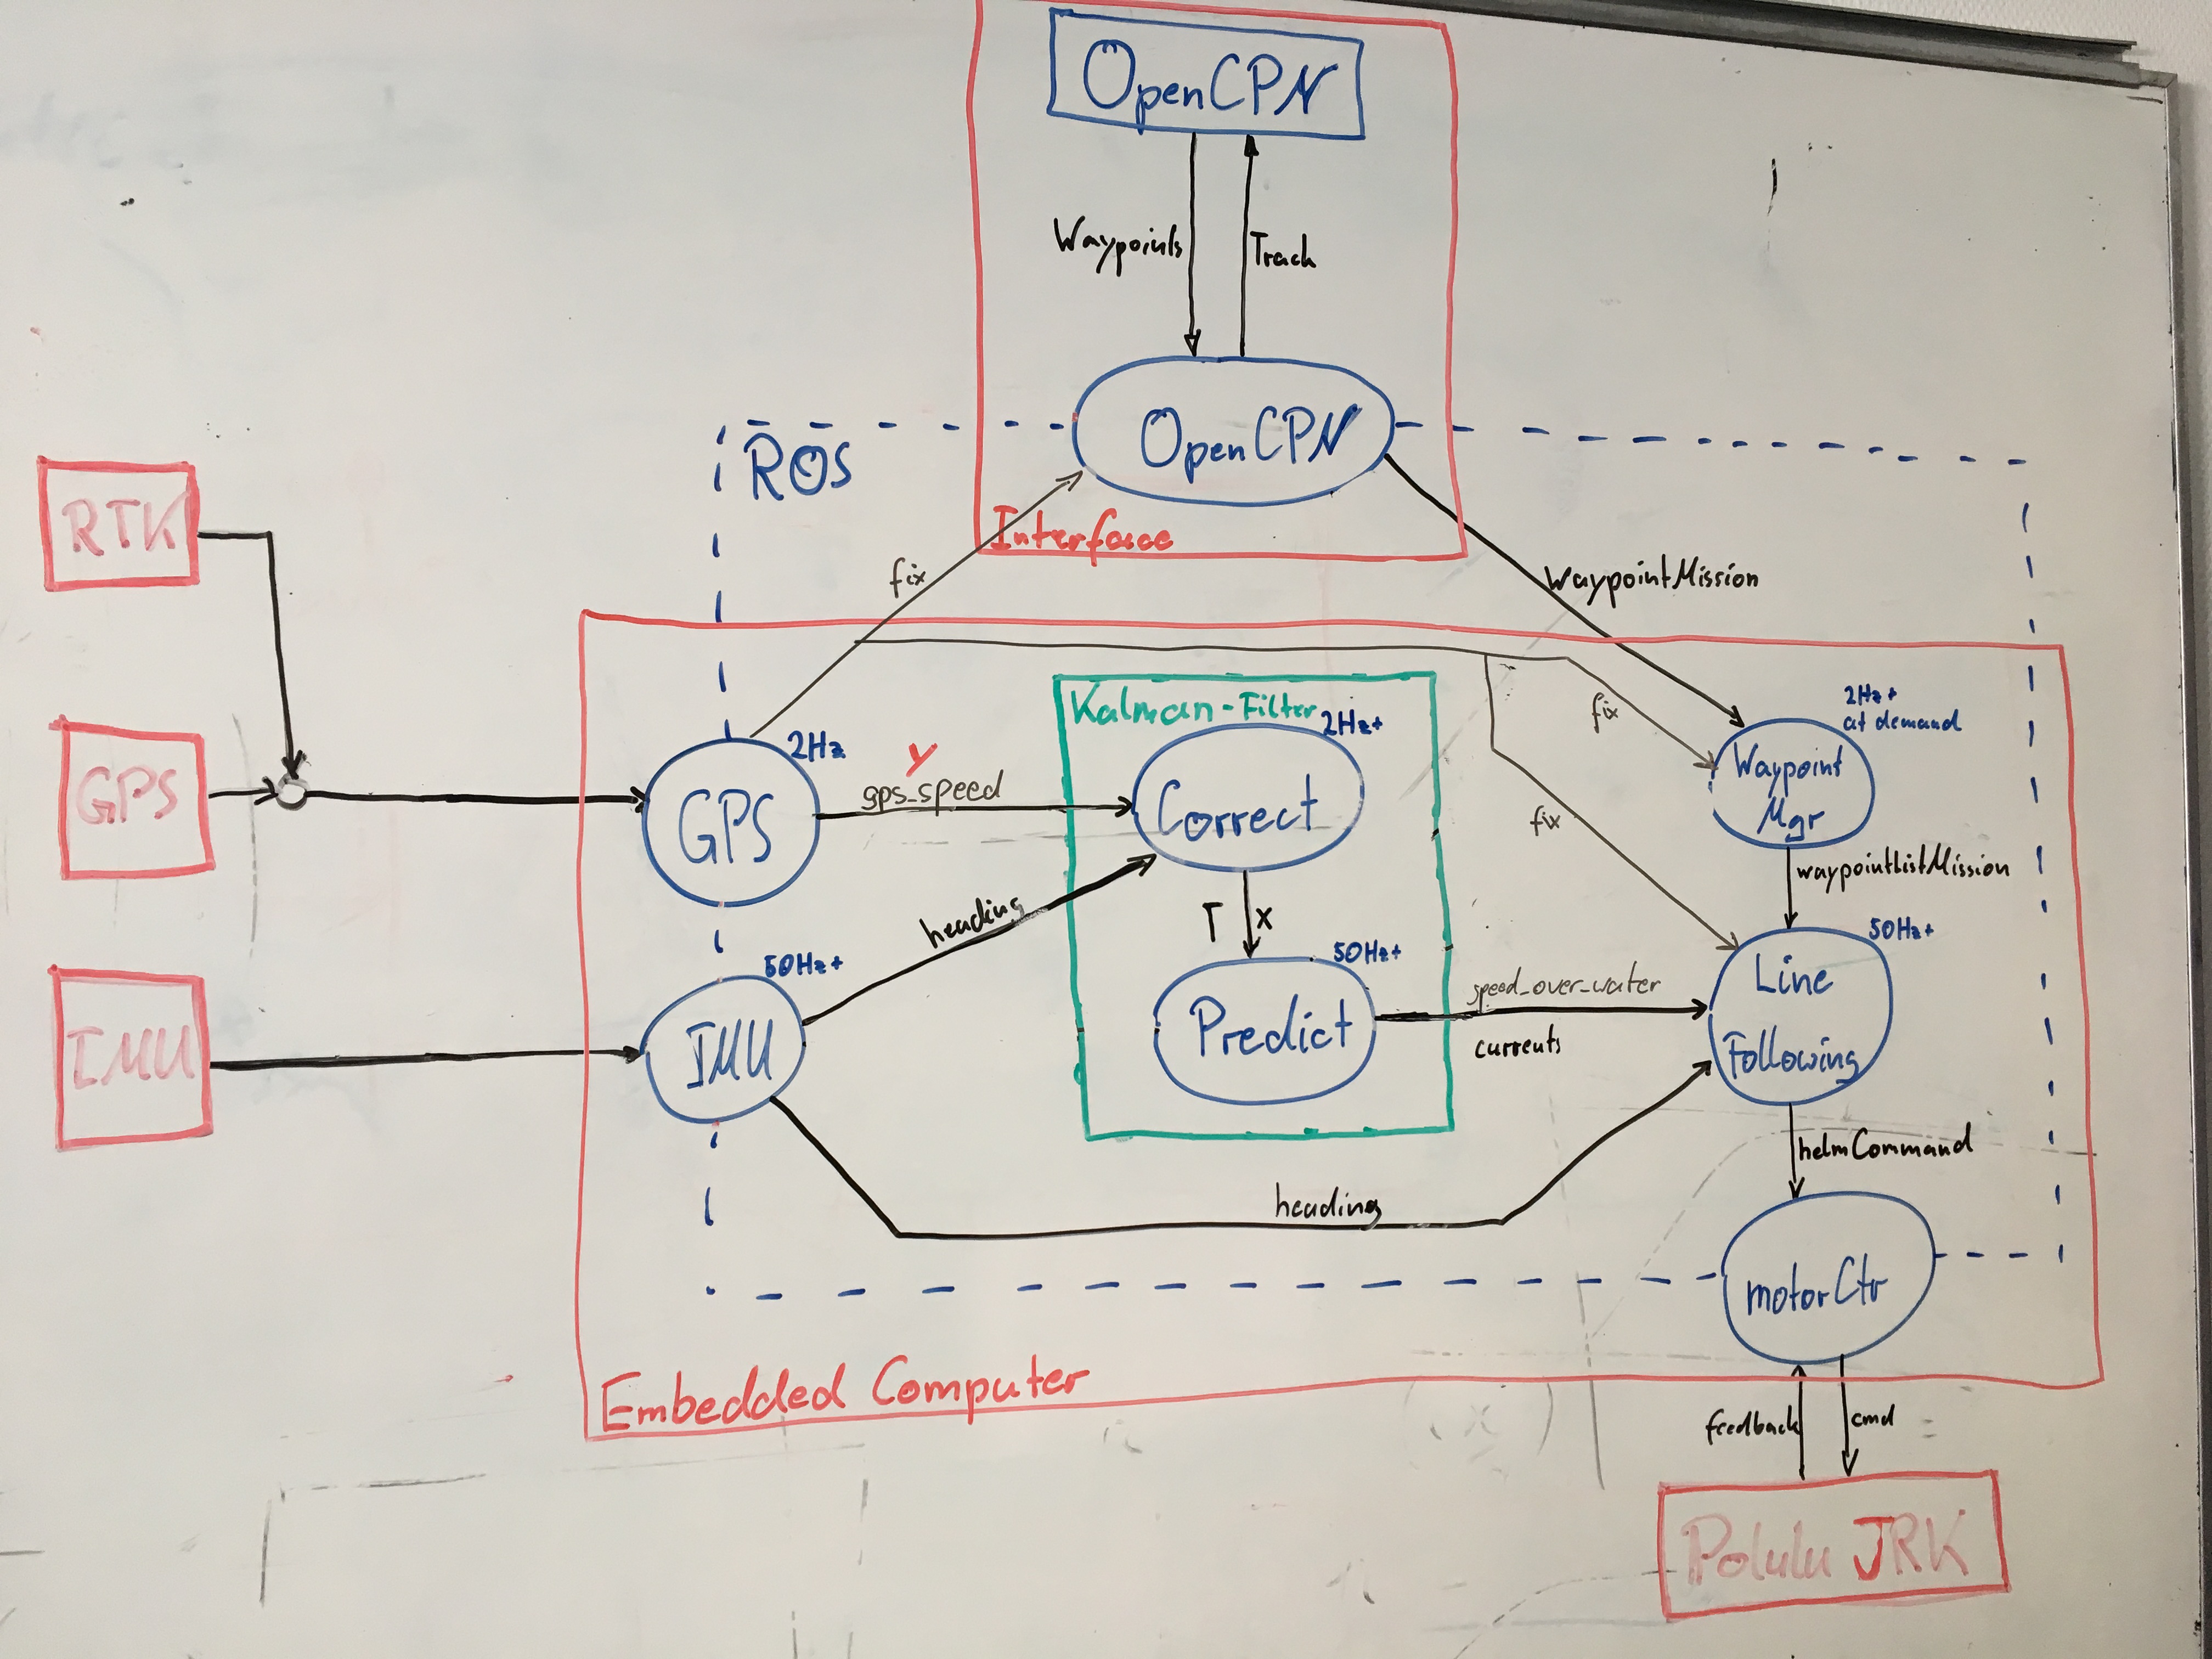 OpenCPN
Waypoints
Track
OpenCPN
ROS
Interface
RTK
fix
WaypointMission
Kalman-Filter
2Hz+
fix
2Hz+
at demand
GPS
2Hz
GPS
y
gps_speed
Correct
Waypoint
Mgr
fix
waypointListMission
heading
T
x
50Hz+
50Hz+
50Hz+
IMU
IMU
Predict
speed_over_water
currents
Line
Following
helmCommand
heading
motorCtr
Embedded Computer
feedback
cmd
Polulu JRK